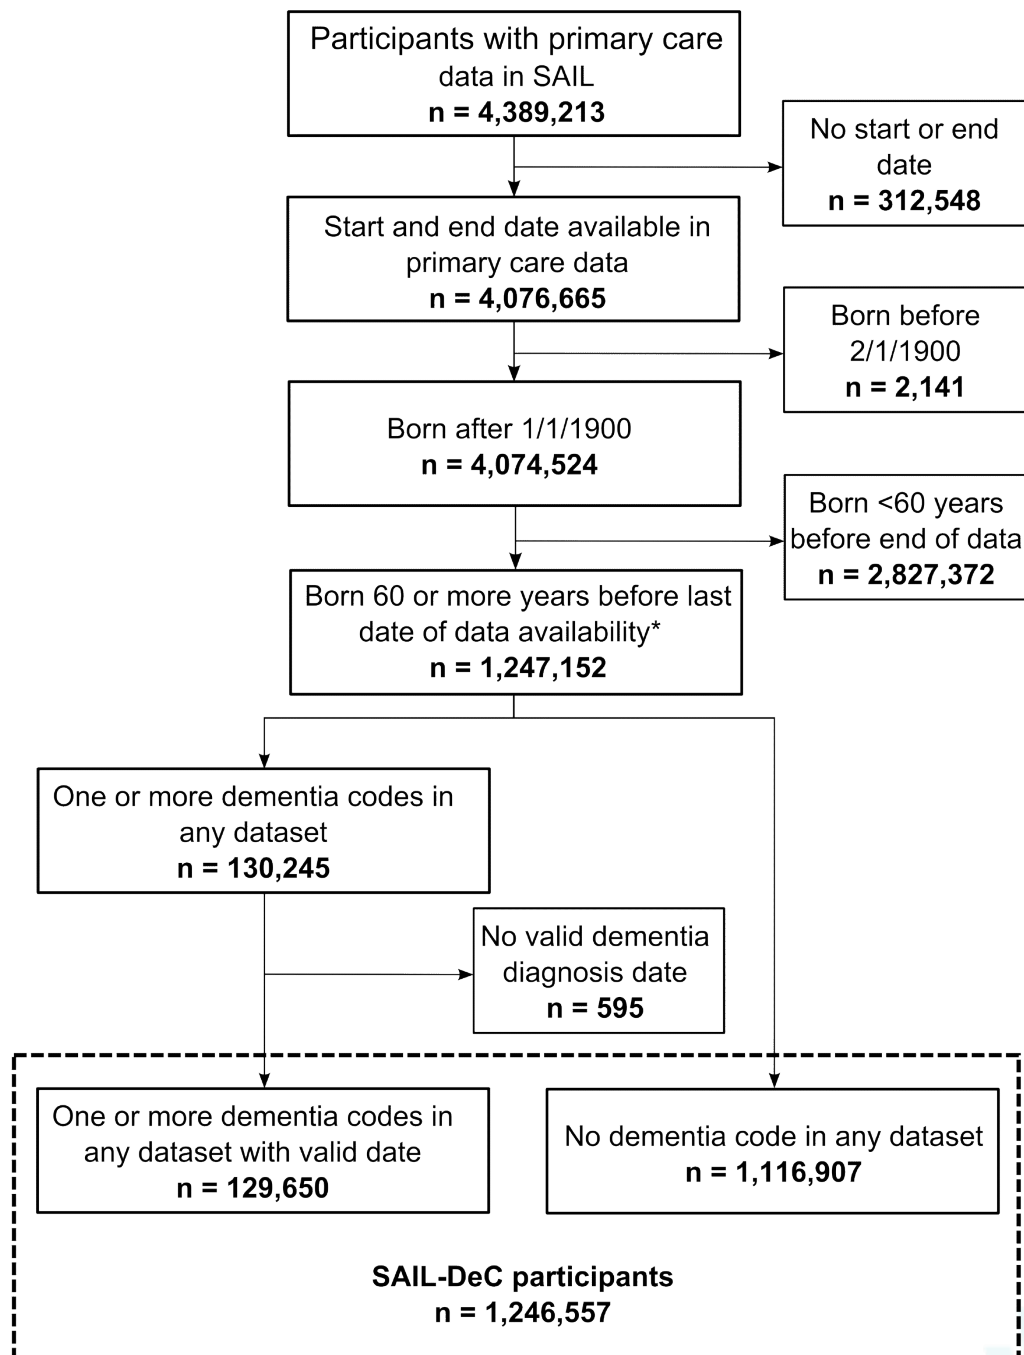 Participants with primary care
data in SAIL
n = 4,389,213
No start or end
date
n = 312,548
Start and end date available in
primary care data
n = 4,076,665
Born before
2/1/1900
n = 2,141
Born after 1/1/1900
n = 4,074,524
Born <60 years
before end of data
n = 2,827,372
Born 60 or more years before last
date of data availability*
n = 1,247,152
One or more dementia codes in
any dataset
n = 130,245
No valid dementia
diagnosis date
n = 595
One or more dementia codes in
any dataset with valid date
n = 129,650
No dementia code in any dataset
n = 1,116,907
SAIL-DeC participants
n = 1,246,557